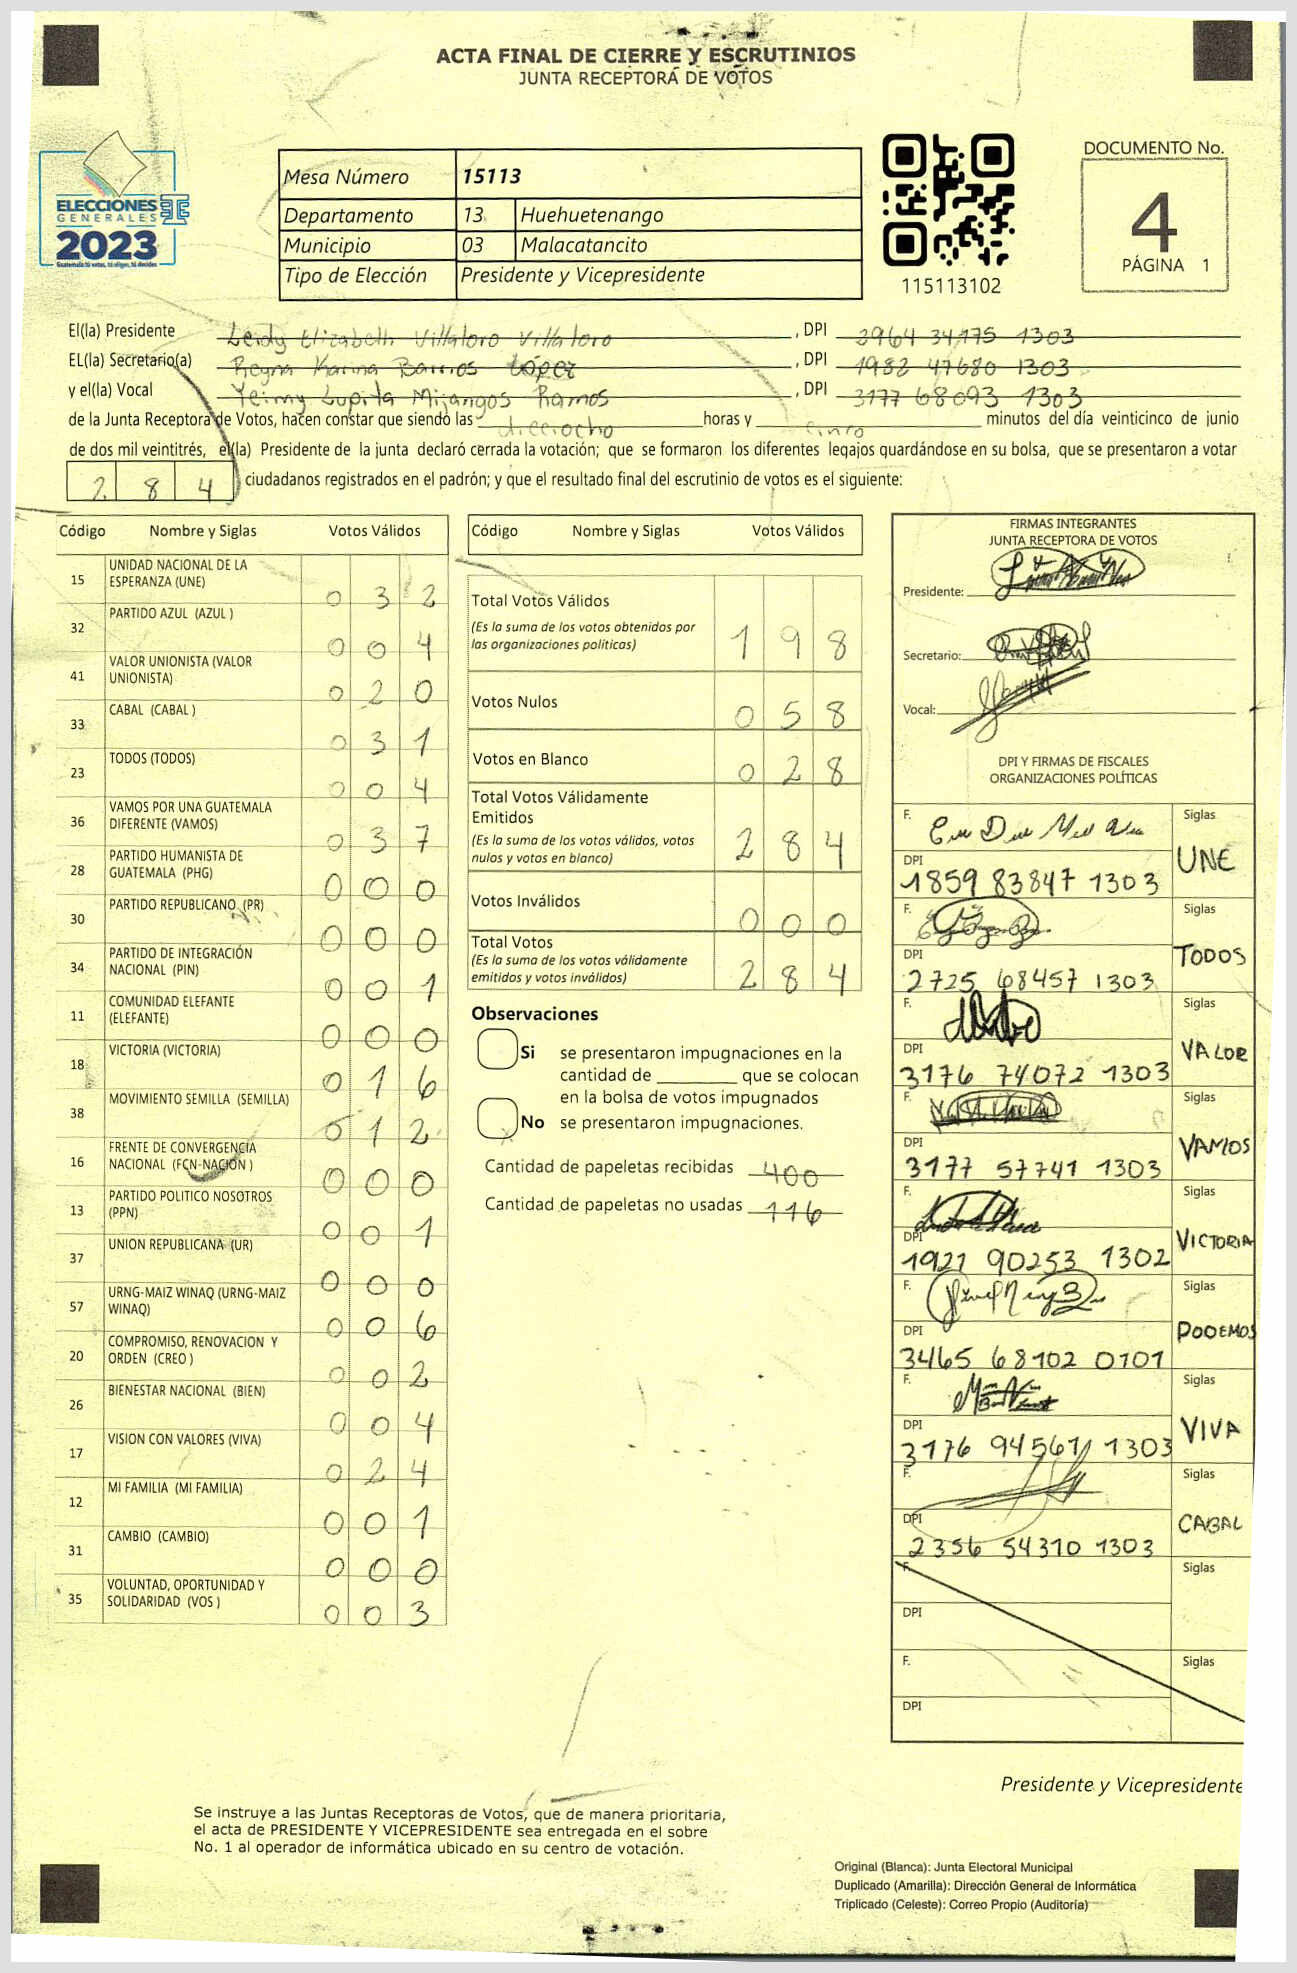 ACTA FINAL DE CIERRE Y ESCRUTINIOS
JUNTA RECEPTORA DE VOTOS
ELECCIONES
GENERALES
2023
Guatemala tú votas, tú eliges, tú decides
Mesa Número 15113
Departamento 13 Huehuetenango
Municipio 03 Malacatancito
Tipo de Elección Presidente y Vicepresidente
115113102
DOCUMENTO No.
4
PÁGINA 1
El(la) Presidente Leidy Elizabeth Villatoro Villatoro , DPI 2964 34175 1303
EL(la) Secretario(a) Reyna Karina Barrios López , DPI 1982 47680 1303
y el(la) Vocal Yeimy Lupita Mijangos Ramos , DPI 3177 68093 1303
de la Junta Receptora de Votos, hacen constar que siendo las dieciocho horas y cinco minutos del día veinticinco de junio
de dos mil veintitrés, el(la) Presidente de la junta declaró cerrada la votación; que se formaron los diferentes legajos quardándose en su bolsa, que se presentaron a votar
2 8 4 ciudadanos registrados en el padrón; y que el resultado final del escrutinio de votos es el siguiente:
Código Nombre y Siglas Votos Válidos
15 UNIDAD NACIONAL DE LA
ESPERANZA (UNE) 0 3 2
32 PARTIDO AZUL (AZUL ) 0 0 4
41 VALOR UNIONISTA (VALOR
UNIONISTA) 0 2 0
33 CABAL (CABAL ) 0 3 1
23 TODOS (TODOS) 0 0 4
36 VAMOS POR UNA GUATEMALA
DIFERENTE (VAMOS) 0 3 7
28 PARTIDO HUMANISTA DE
GUATEMALA (PHG) 0 0 0
30 PARTIDO REPUBLICANO (PR) 0 0 0
34 PARTIDO DE INTEGRACIÓN
NACIONAL (PIN) 0 0 1
11 COMUNIDAD ELEFANTE
(ELEFANTE) 0 0 0
18 VICTORIA (VICTORIA) 0 1 6
38 MOVIMIENTO SEMILLA (SEMILLA) 0 1 2
16 FRENTE DE CONVERGENCIA
NACIONAL (FCN-NACION ) 0 0 0
13 PARTIDO POLITICO NOSOTROS
(PPN) 0 0 1
37 UNION REPUBLICANA (UR) 0 0 0
57 URNG-MAIZ WINAQ (URNG-MAIZ
WINAQ) 0 0 6
20 COMPROMISO, RENOVACION Y
ORDEN (CREO ) 0 0 2
26 BIENESTAR NACIONAL (BIEN) 0 0 4
17 VISION CON VALORES (VIVA) 0 2 4
12 MI FAMILIA (MI FAMILIA) 0 0 1
31 CAMBIO (CAMBIO) 0 0 0
35 VOLUNTAD, OPORTUNIDAD Y
SOLIDARIDAD (VOS ) 0 0 3
Código Nombre y Siglas Votos Válidos
Total Votos Válidos
(Es la suma de los votos obtenidos por
las organizaciones politicas) 1 9 8
Votos Nulos 0 5 8
Votos en Blanco 0 2 8
Total Votos Válidamente
Emitidos
(Es la suma de los votos válidos, votos
nulos y votos en blanco) 2 8 4
Votos Inválidos 0 0 0
Total Votos
(Es la suma de los votos válidamente
emitidos y votos inválidos) 2 8 4
Observaciones
Si se presentaron impugnaciones en la
cantidad de ________ que se colocan
en la bolsa de votos impugnados
No se presentaron impugnaciones.
Cantidad de papeletas recibidas 400
Cantidad de papeletas no usadas 116
FIRMAS INTEGRANTES
JUNTA RECEPTORA DE VOTOS
Presidente:
Secretario:
Vocal:
DPI Y FIRMAS DE FISCALES
ORGANIZACIONES POLÍTICAS
F. Siglas
DPI 1859 83847 1303 UNE
F. Siglas
DPI 2725 68457 1303 TODOS
F. Siglas
DPI 3176 74072 1303 VALOR
F. Siglas
DPI 3177 57741 1303 VAMOS
F. Siglas
DPI 1921 90253 1302 VICTORIA
F. Siglas
DPI 3465 68102 0101 PODEMOS
F. Siglas
DPI 3176 94561 1303 VIVA
F. Siglas
DPI 2356 54310 1303 CABAL
F. Siglas
DPI
F. Siglas
DPI
Presidente y Vicepresidente
Se instruye a las Juntas Receptoras de Votos, que de manera prioritaria,
el acta de PRESIDENTE Y VICEPRESIDENTE sea entregada en el sobre
No. 1 al operador de informática ubicado en su centro de votación.
Original (Blanca): Junta Electoral Municipal
Duplicado (Amarilla): Dirección General de Informática
Triplicado (Celeste): Correo Propio (Auditoría)